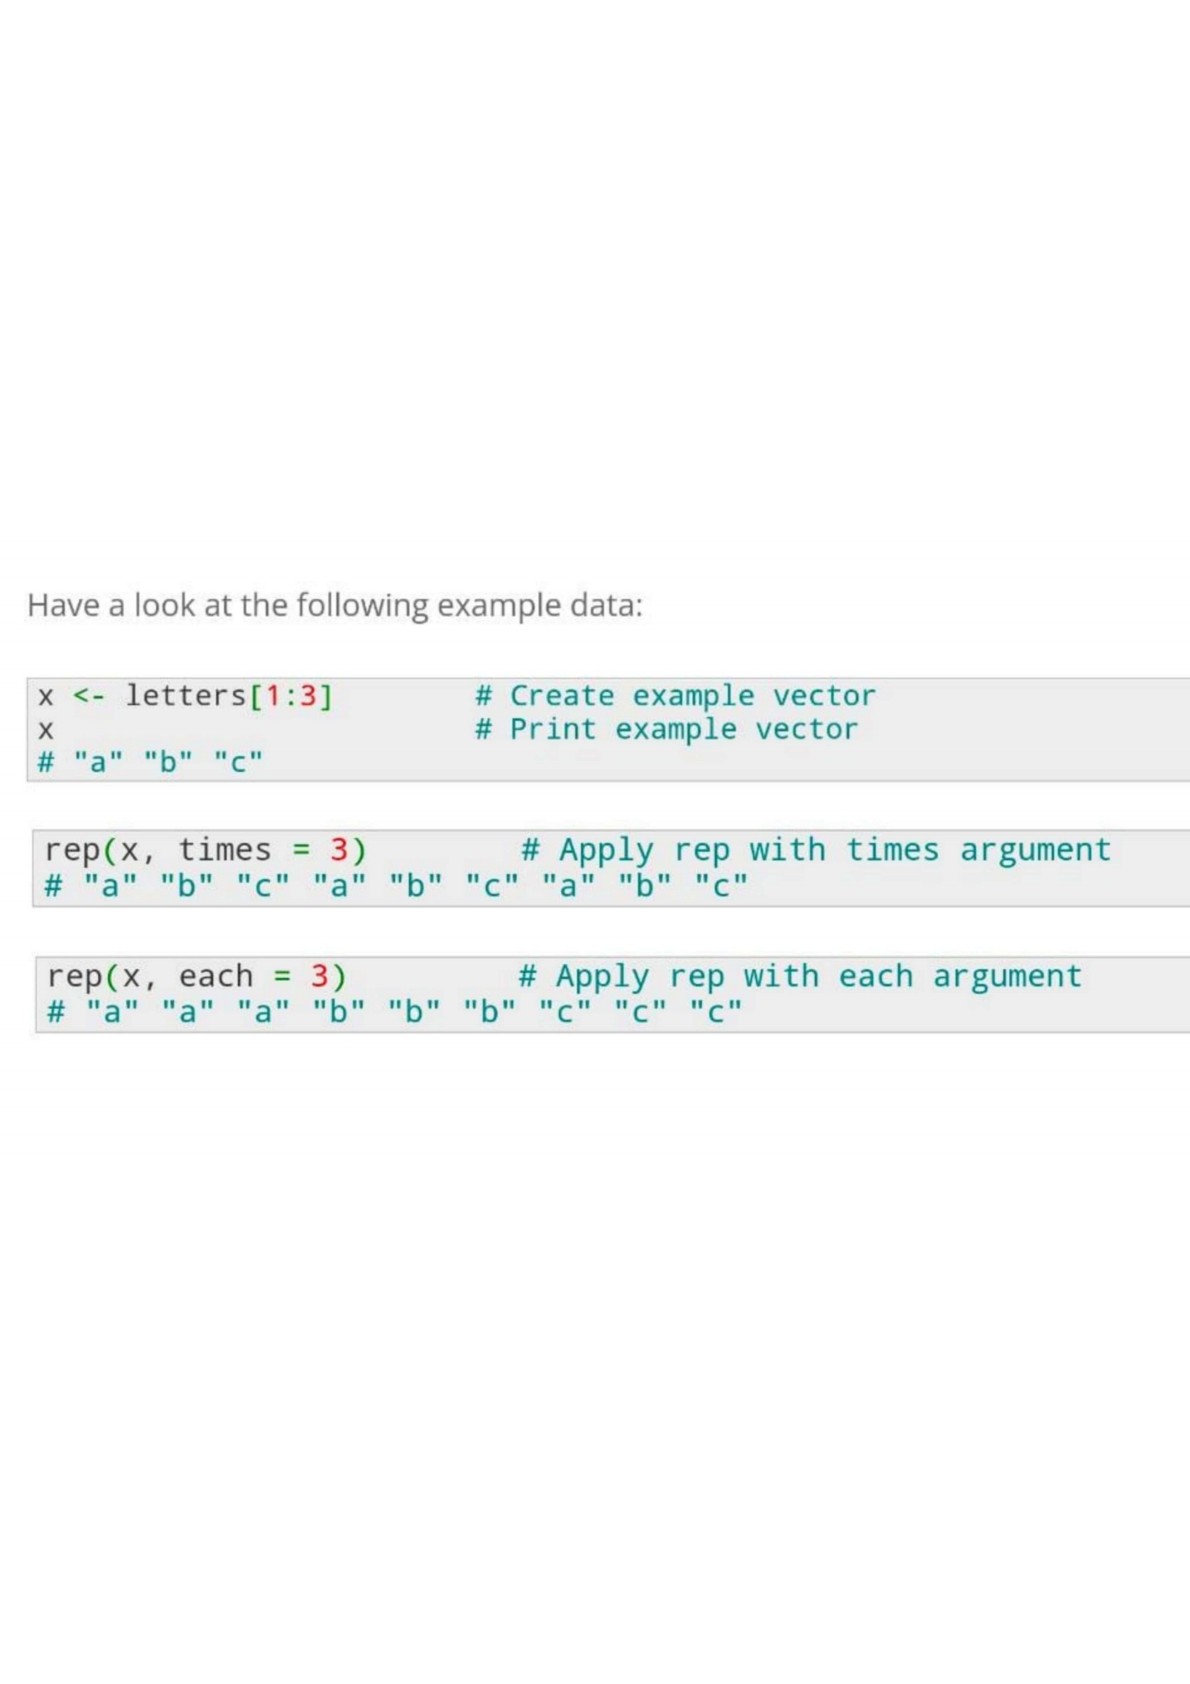 Have a look at the following example data:
x <- letters[1:3]        # Create example vector
x                        # Print example vector
# "a" "b" "c"
rep(x, times = 3)        # Apply rep with times argument
# "a" "b" "c" "a" "b" "c" "a" "b" "c"
rep(x, each = 3)         # Apply rep with each argument
# "a" "a" "a" "b" "b" "b" "c" "c" "c"